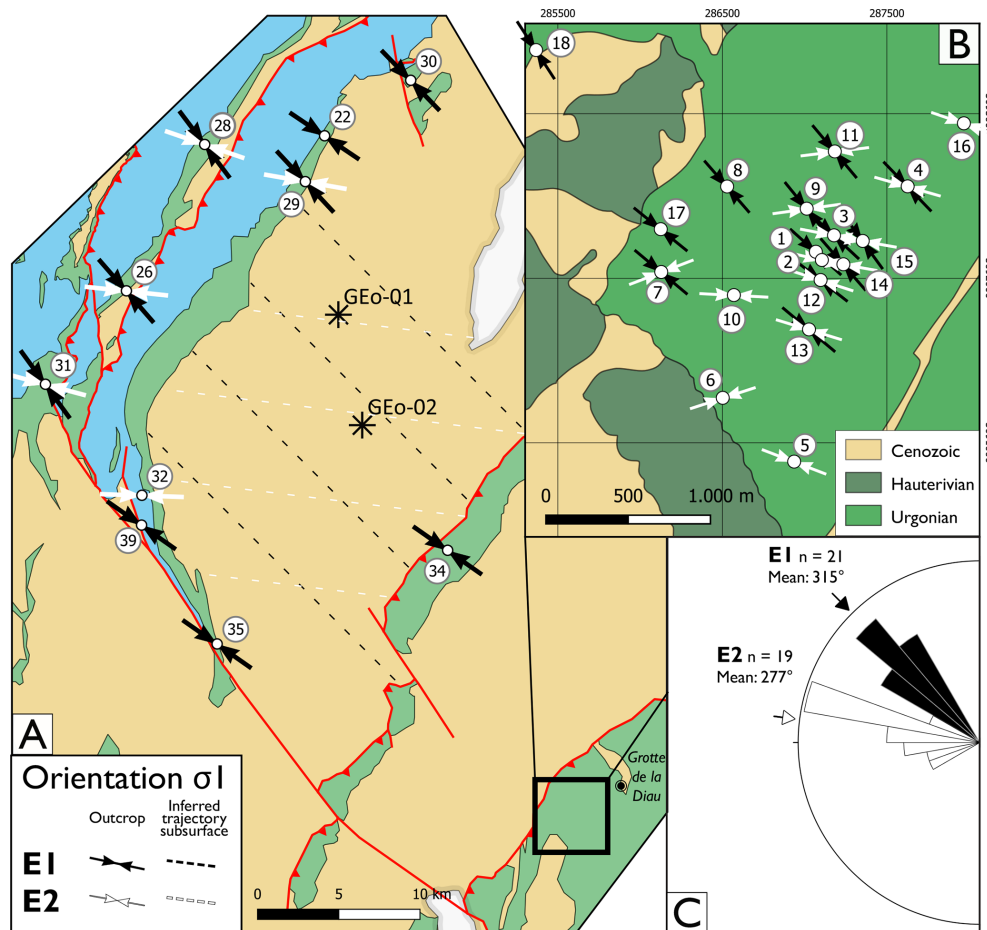 30
28
22
29
26
GEo-Q1
31
GEo-02
32
39
34
35
A
Orientation σ1
Outcrop
Inferred
trajectory
subsurface
E1
E2
0 5 10 km
Grotte
de la
Diau
285500 286500 287500
B
18
16
11
8
4
9
17
3
1
15
2
7
14
12
10
13
6
5
0 500 1.000 m
Cenozoic
Hauterivian
Urgonian
E1 n = 21
Mean: 315°
E2 n = 19
Mean: 277°
C